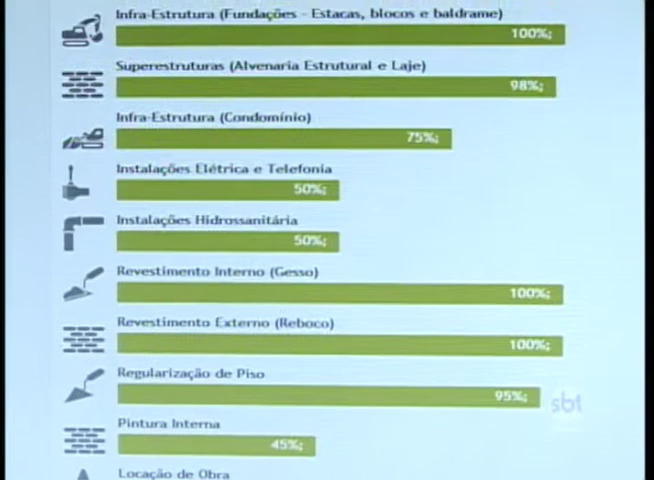 Infra-Estrutura (Fundações - Estacas, blocos e baldrame)
100%;
Superestruturas (Alvenaria Estrutural e Laje)
98%;
Infra-Estrutura (Condomínio)
75%;
Instalações Elétrica e Telefonia
50%;
Instalações Hidrossanitária
50%;
Revestimento Interno (Gesso)
100%;
Revestimento Externo (Reboco)
100%;
Regularização de Piso
95%;
sbt
Pintura Interna
45%;
Locação de Obra